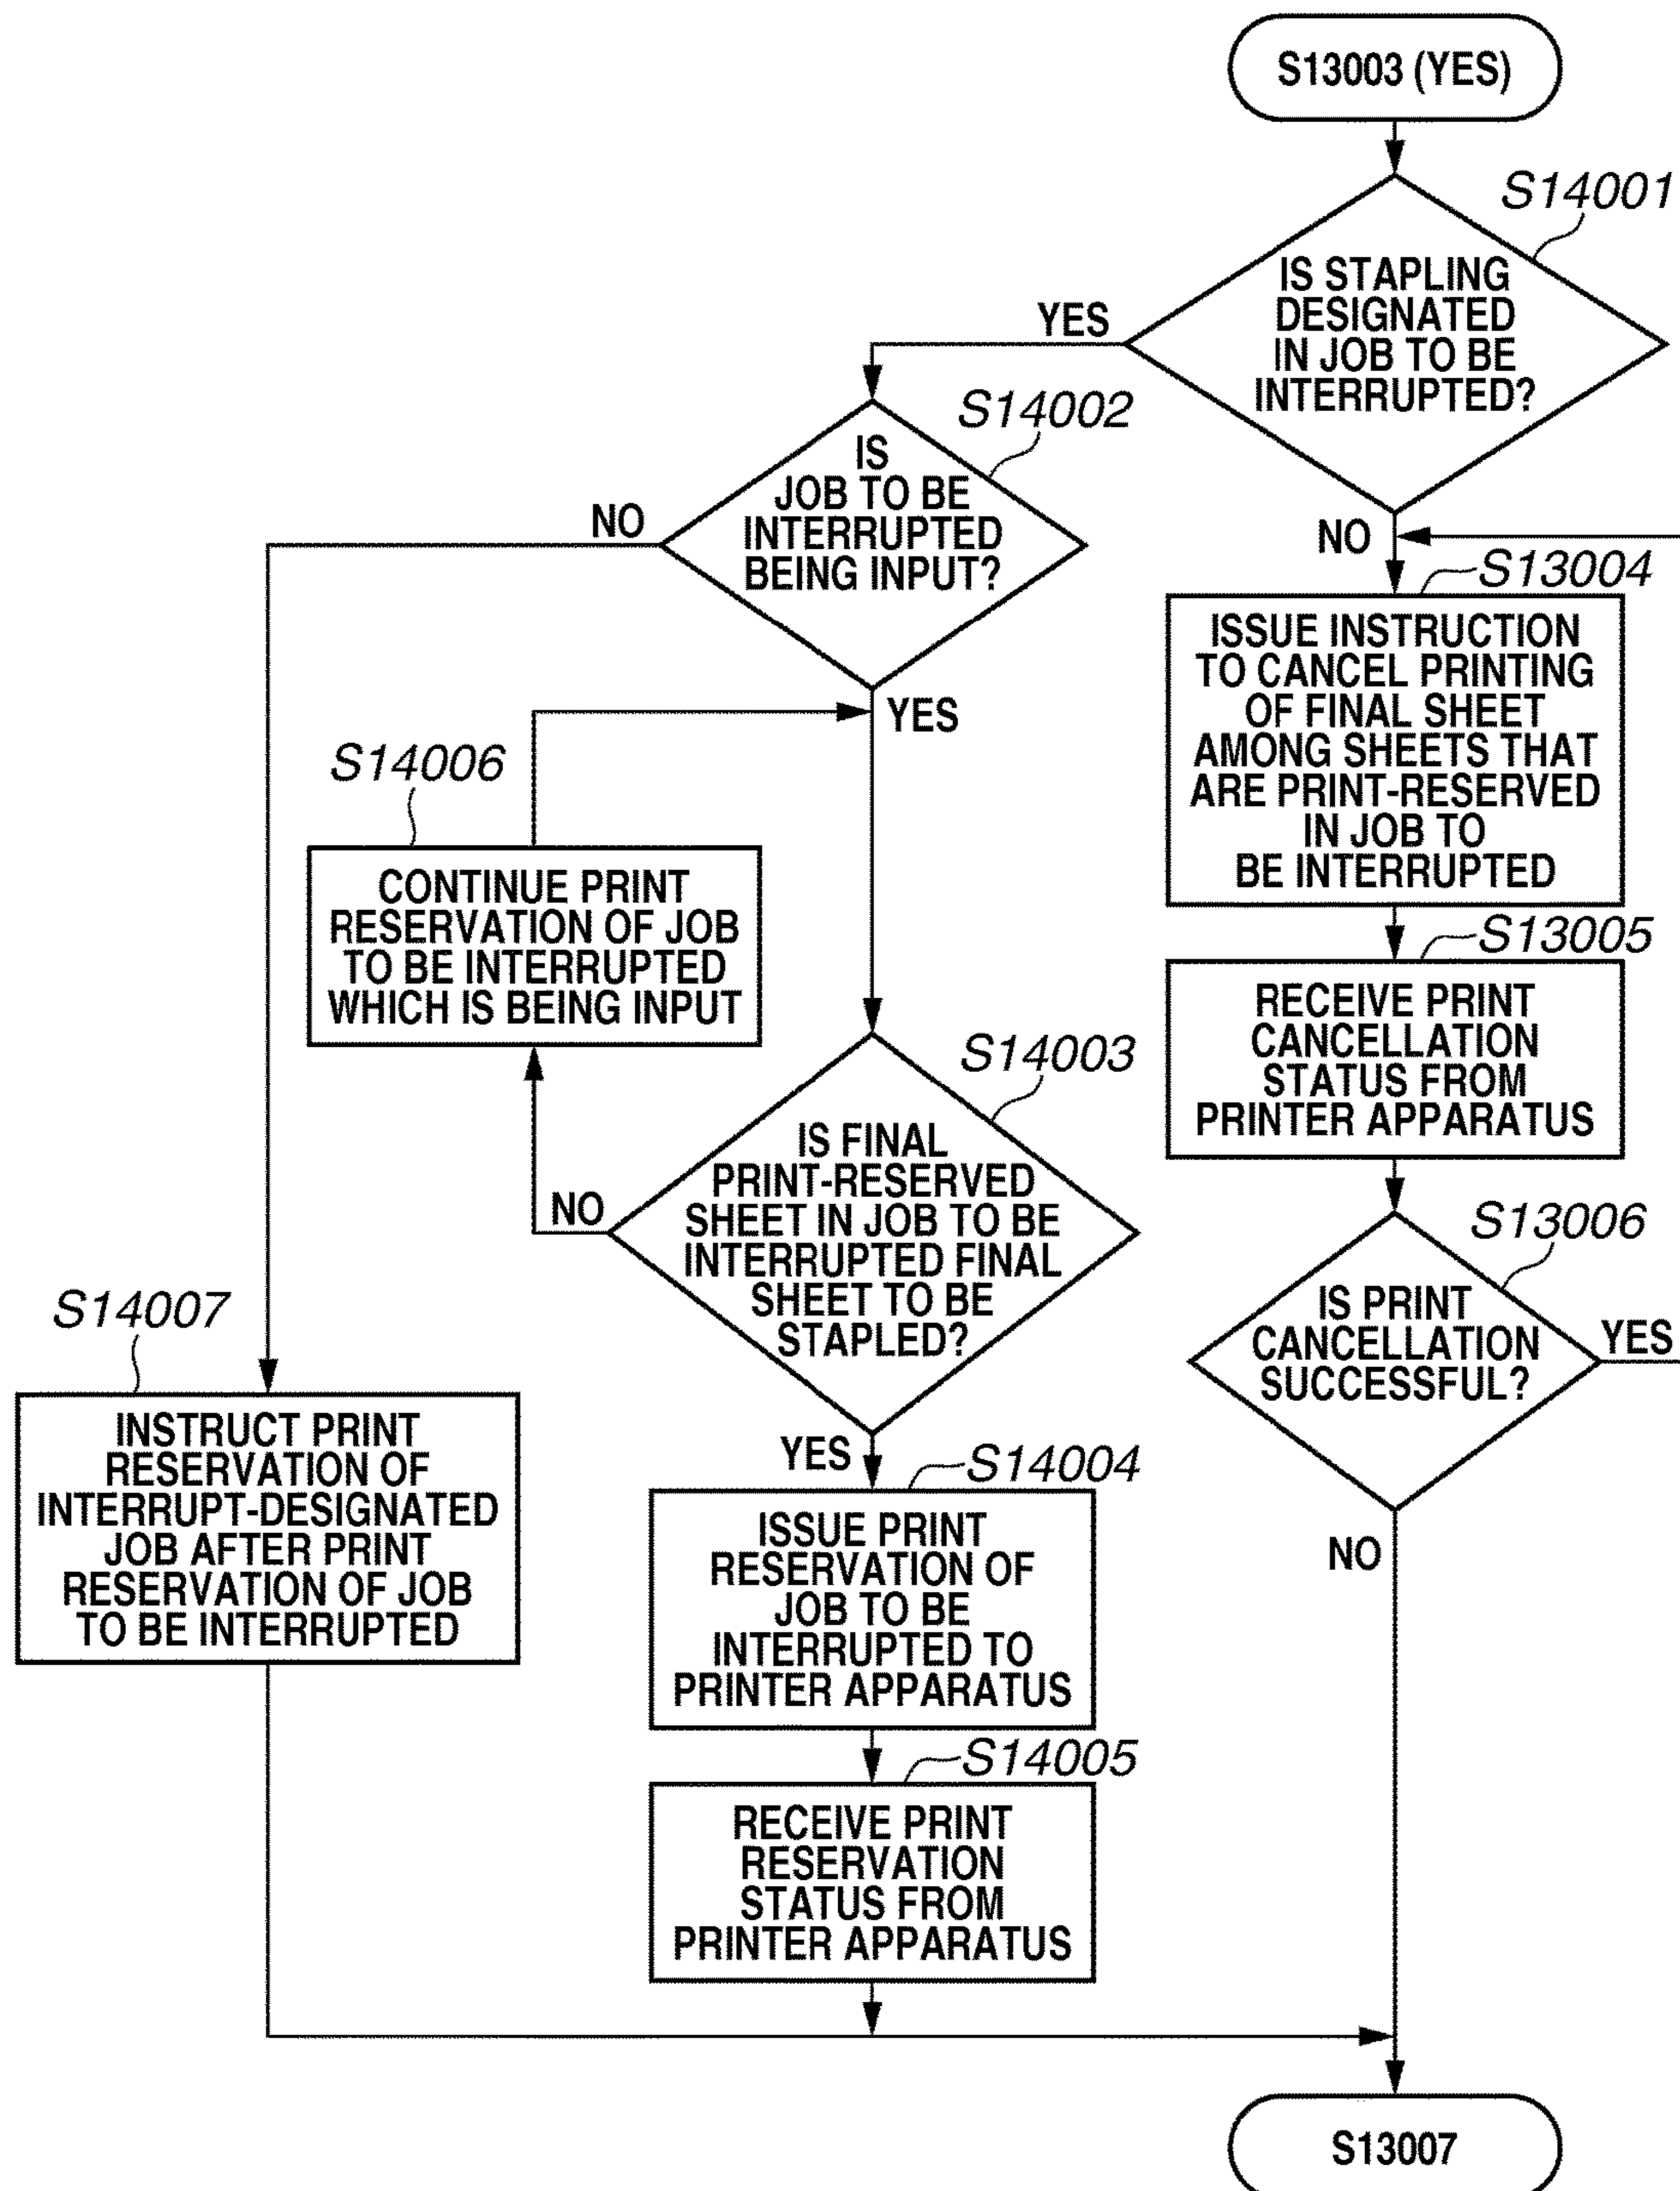 S13003 (YES)
S14001
IS STAPLING
DESIGNATED
IN JOB TO BE
INTERRUPTED?
YES
NO
S14002
IS
JOB TO BE
INTERRUPTED
BEING INPUT?
NO
YES
S13004
ISSUE INSTRUCTION
TO CANCEL PRINTING
OF FINAL SHEET
AMONG SHEETS THAT
ARE PRINT-RESERVED
IN JOB TO
BE INTERRUPTED
S14006
CONTINUE PRINT
RESERVATION OF JOB
TO BE INTERRUPTED
WHICH IS BEING INPUT
S13005
RECEIVE PRINT
CANCELLATION
STATUS FROM
PRINTER APPARATUS
S14003
IS FINAL
PRINT-RESERVED
SHEET IN JOB TO BE
INTERRUPTED FINAL
SHEET TO BE
STAPLED?
NO
YES
S13006
IS PRINT
CANCELLATION
SUCCESSFUL?
YES
NO
S14007
INSTRUCT PRINT
RESERVATION OF
INTERRUPT-DESIGNATED
JOB AFTER PRINT
RESERVATION OF JOB
TO BE INTERRUPTED
S14004
ISSUE PRINT
RESERVATION OF
JOB TO BE
INTERRUPTED TO
PRINTER APPARATUS
S14005
RECEIVE PRINT
RESERVATION
STATUS FROM
PRINTER APPARATUS
S13007